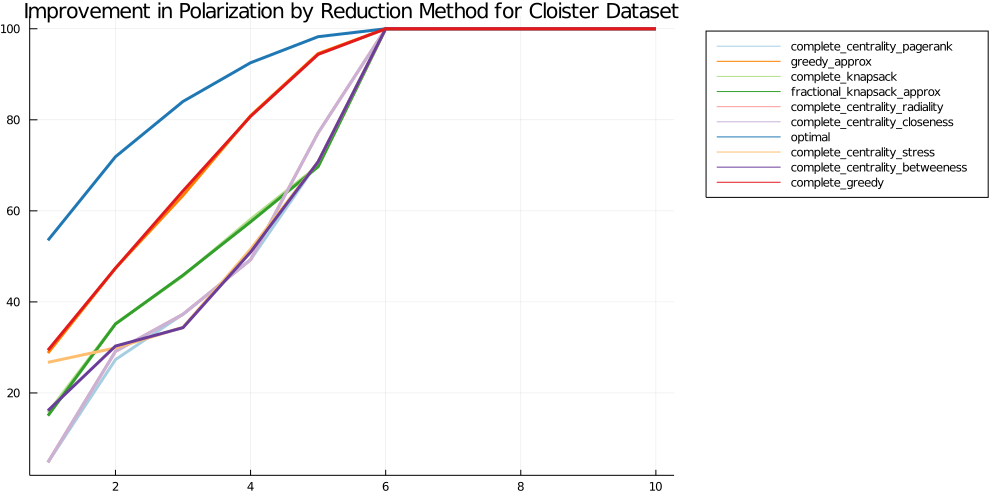 Improvement in Polarization by Reduction Method for Cloister Dataset
100
80
60
40
20
2 4 6 8 10
complete_centrality_pagerank
greedy_approx
complete_knapsack
fractional_knapsack_approx
complete_centrality_radiality
complete_centrality_closeness
optimal
complete_centrality_stress
complete_centrality_betweeness
complete_greedy